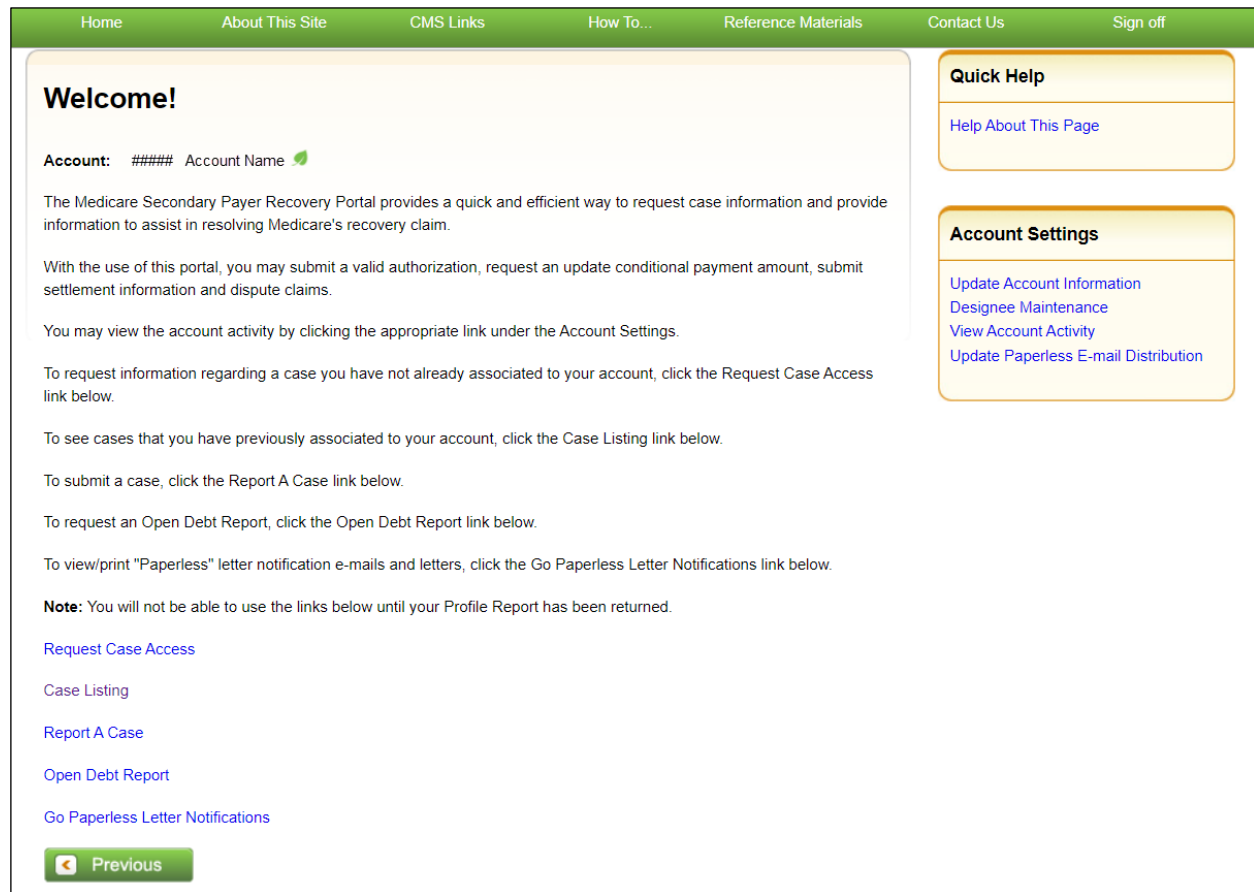 Home About This Site CMS Links How To... Reference Materials Contact Us Sign off
Welcome!
Account: ##### Account Name
The Medicare Secondary Payer Recovery Portal provides a quick and efficient way to request case information and provide
information to assist in resolving Medicare's recovery claim.
With the use of this portal, you may submit a valid authorization, request an update conditional payment amount, submit
settlement information and dispute claims.
You may view the account activity by clicking the appropriate link under the Account Settings.
To request information regarding a case you have not already associated to your account, click the Request Case Access
link below.
To see cases that you have previously associated to your account, click the Case Listing link below.
To submit a case, click the Report A Case link below.
To request an Open Debt Report, click the Open Debt Report link below.
To view/print "Paperless" letter notification e-mails and letters, click the Go Paperless Letter Notifications link below.
Note: You will not be able to use the links below until your Profile Report has been returned.
Request Case Access
Case Listing
Report A Case
Open Debt Report
Go Paperless Letter Notifications
Previous
Quick Help
Help About This Page
Account Settings
Update Account Information
Designee Maintenance
View Account Activity
Update Paperless E-mail Distribution